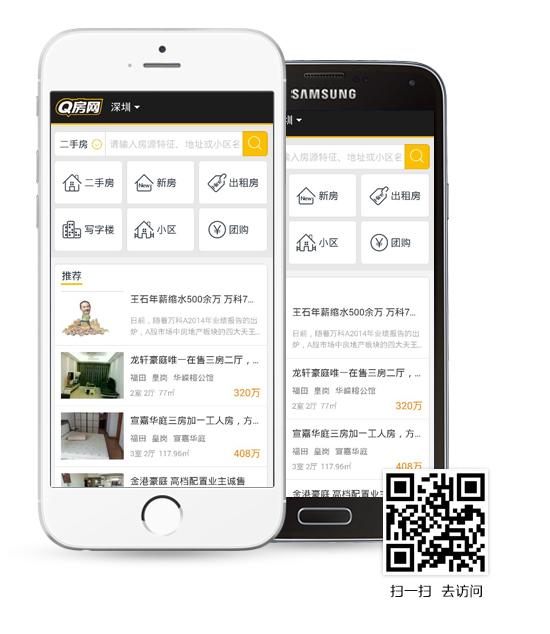 Q房网 深圳
二手房 请输入房源特征、地址或小区名
二手房 新房 出租房
写字楼 小区 团购
推荐
王石年薪缩水500余万 万科7...
日前，随着万科A2014年业绩报告的出
炉，A股市场中房地产板块的四大天王...
龙轩豪庭唯一在售三房二厅，...
福田 皇岗 华嵘榕公馆
2室 2厅 77㎡ 320万
宣嘉华庭三房加一工人房，方...
福田 皇岗 宣嘉华庭
3室 2厅 117.96㎡ 408万
金港豪庭 高档配置业主诚售
SAMSUNG
圳
输入房源特征、地址或小区名
New 新房 出租房
小区 团购
王石年薪缩水500余万 万科7...
日前，随着万科A2014年业绩报告的出
炉，A股市场中房地产板块的四大天王...
龙轩豪庭唯一在售三房二厅，...
福田 皇岗 华嵘榕公馆
2室 2厅 77㎡ 320万
宣嘉华庭三房加一工人房，方...
福田 皇岗 宣嘉华庭
3室 2厅 117.96㎡ 408万
金港豪庭 高档配置业主
扫一扫 去访问